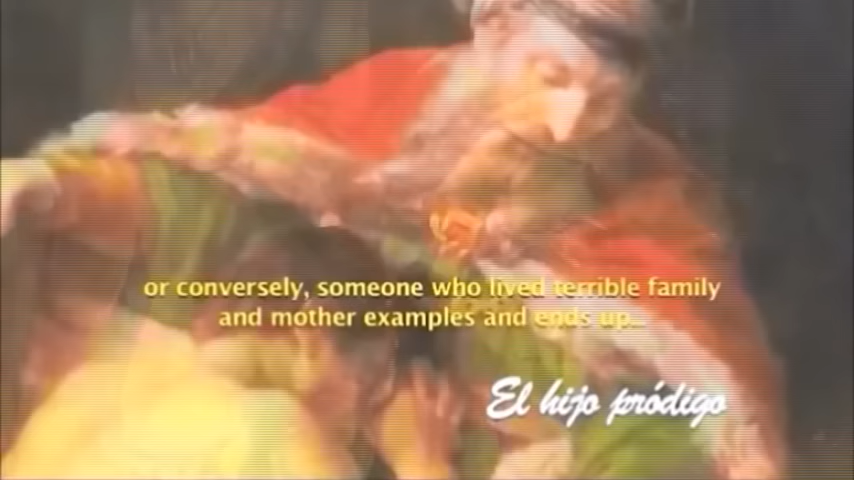 or conversely, someone who lived terrible family
and mother examples and ends up...
El hijo pródigo